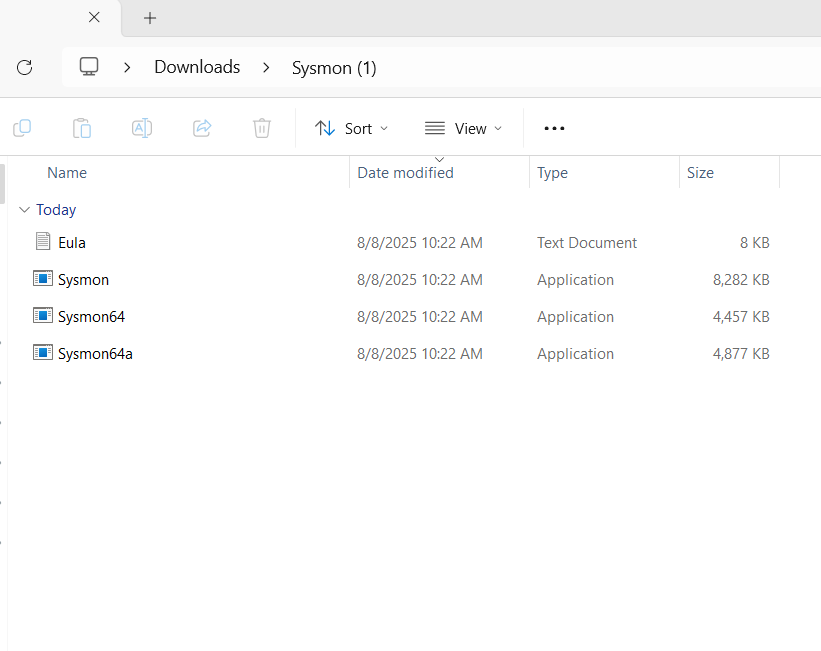 Downloads > Sysmon (1)
Sort View
Name Date modified Type Size
Today
Eula 8/8/2025 10:22 AM Text Document 8 KB
Sysmon 8/8/2025 10:22 AM Application 8,282 KB
Sysmon64 8/8/2025 10:22 AM Application 4,457 KB
Sysmon64a 8/8/2025 10:22 AM Application 4,877 KB